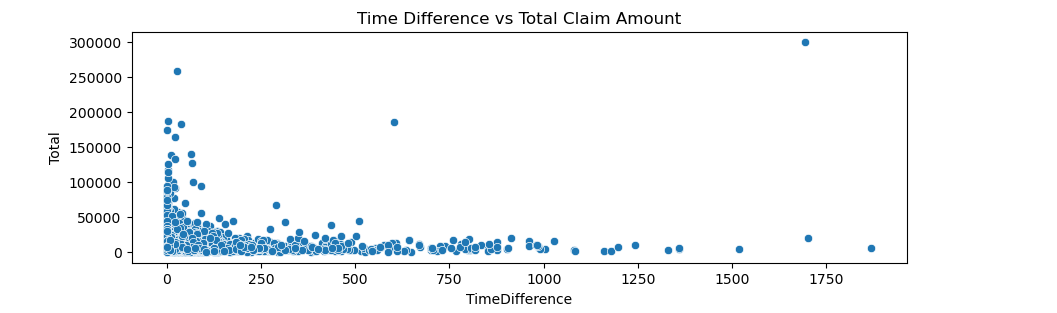 Time Difference vs Total Claim Amount
300000
250000
200000
150000
100000
50000
0
Total
0 250 500 750 1000 1250 1500 1750
TimeDifference